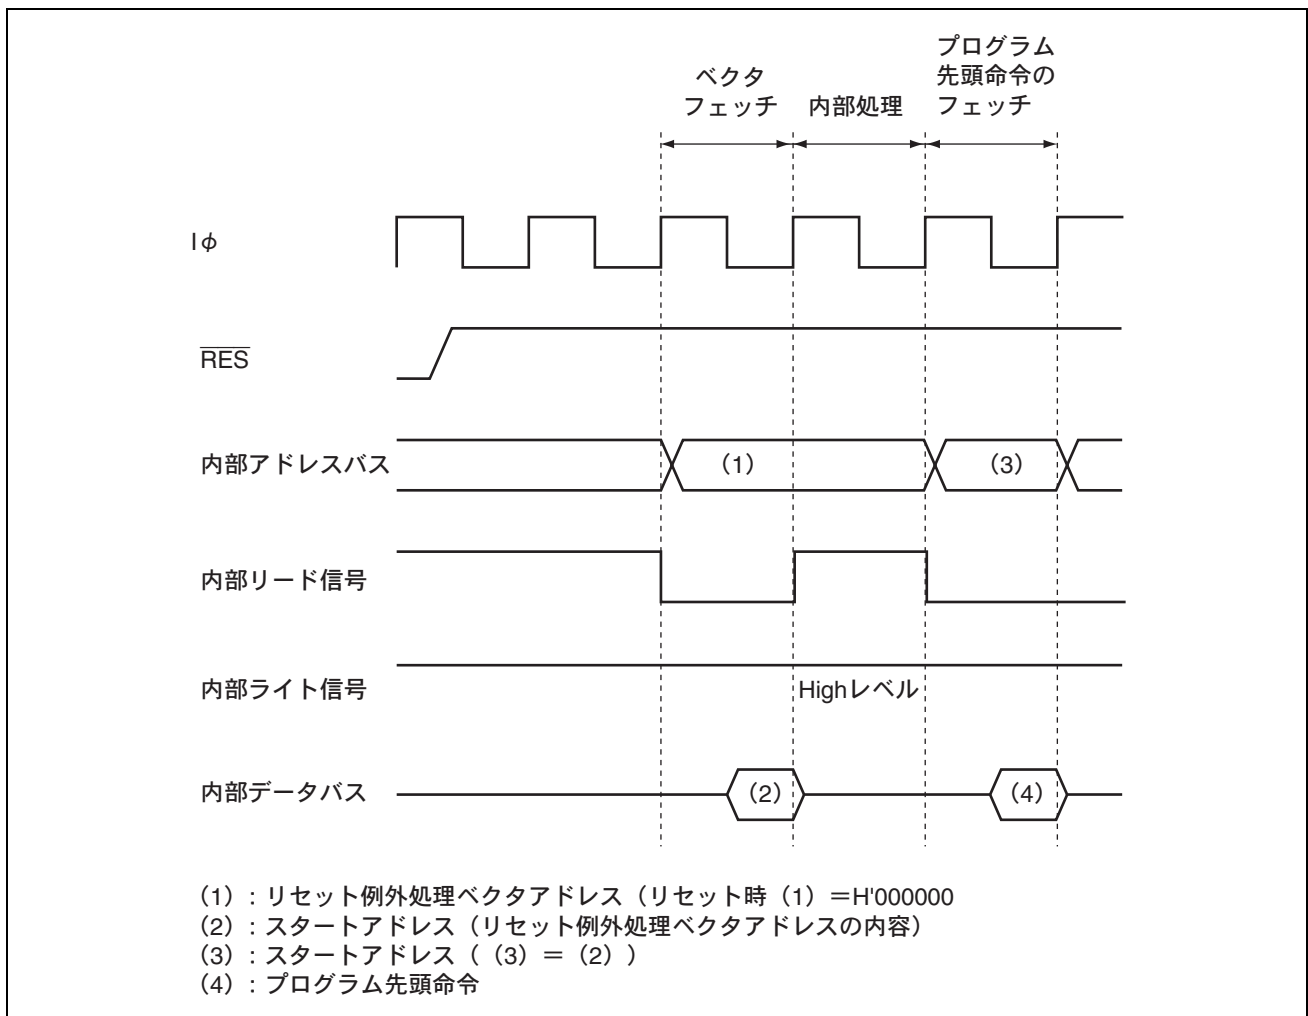 ベクタ
フェッチ
内部処理
プログラム
先頭命令の
フェッチ
Iφ
RES
内部アドレスバス
（1）
（3）
内部リード信号
内部ライト信号
Highレベル
内部データバス
（2）
（4）
（1）：リセット例外処理ベクタアドレス（リセット時（1）＝H'000000
（2）：スタートアドレス（リセット例外処理ベクタアドレスの内容）
（3）：スタートアドレス（（3）＝（2））
（4）：プログラム先頭命令